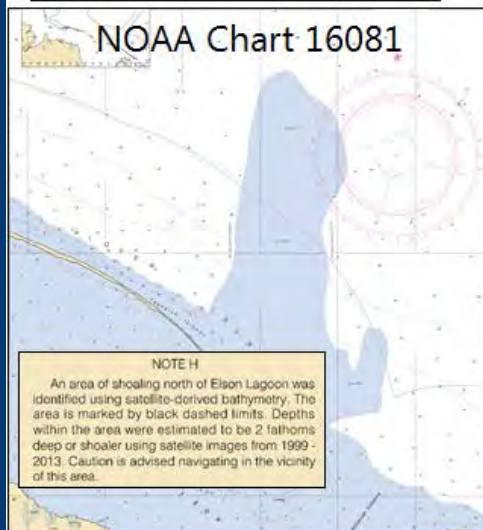 NOAA Chart 16081
NOTE H
An area of shoaling north of Elson Lagoon was
identified using satellite-derived bathymetry. The
area is marked by black dashed limits. Depths
within the area were estimated to be 2 fathoms
deep or shoaler using satellite images from 1999 -
2013. Caution is advised navigating in the vicinity
of this area.